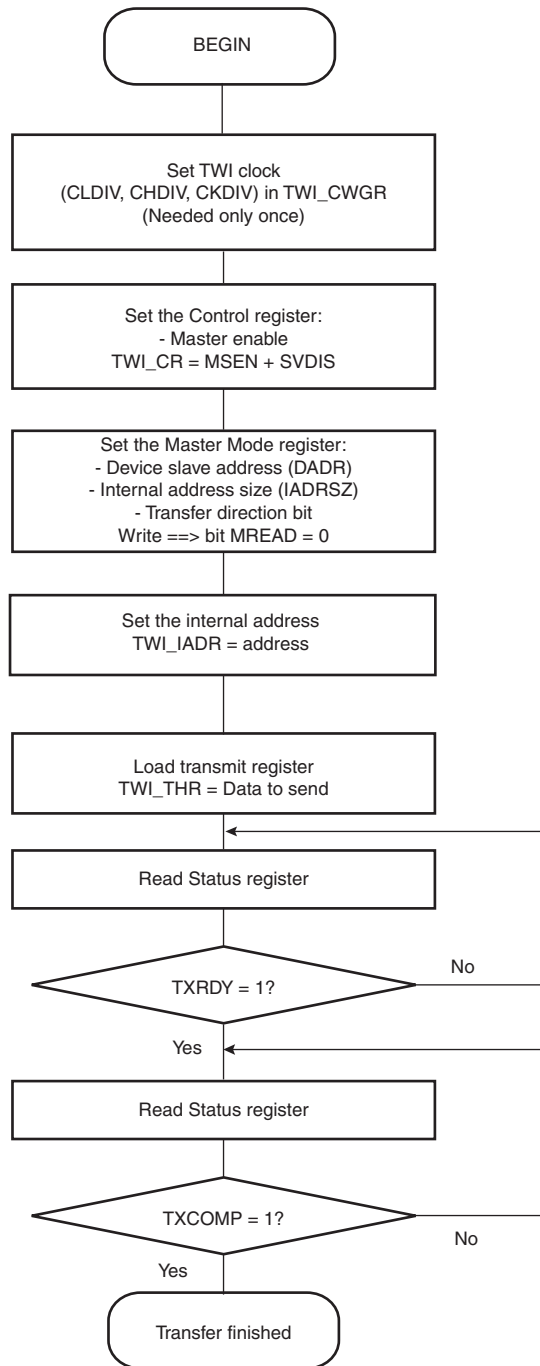 BEGIN
Set TWI clock
(CLDIV, CHDIV, CKDIV) in TWI_CWGR
(Needed only once)
Set the Control register:
- Master enable
TWI_CR = MSEN + SVDIS
Set the Master Mode register:
- Device slave address (DADR)
- Internal address size (IADRSZ)
- Transfer direction bit
Write ==> bit MREAD = 0
Set the internal address
TWI_IADR = address
Load transmit register
TWI_THR = Data to send
Read Status register
TXRDY = 1?
No
Yes
Read Status register
TXCOMP = 1?
No
Yes
Transfer finished